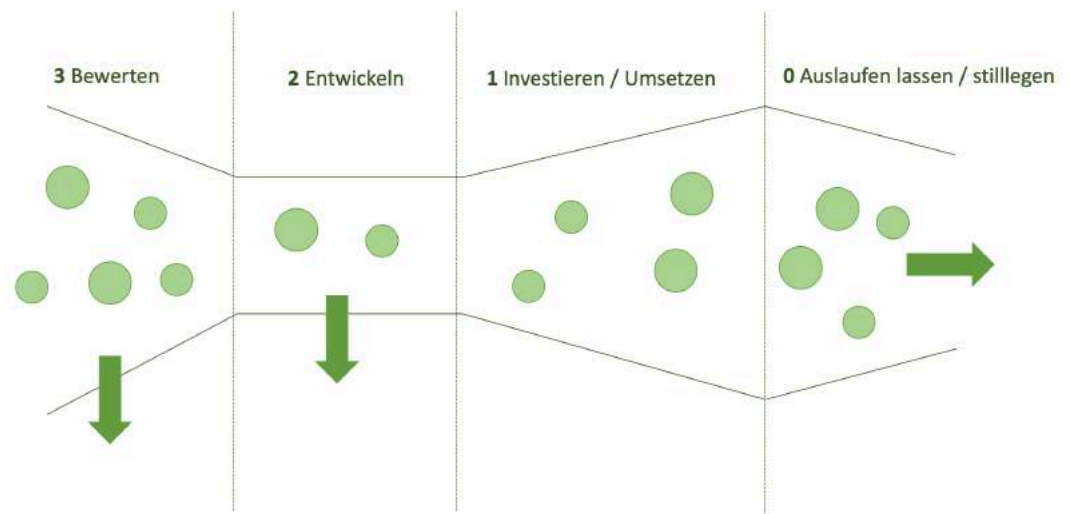 3 Bewerten
2 Entwickeln
1 Investieren / Umsetzen
0 Auslaufen lassen / stilllegen